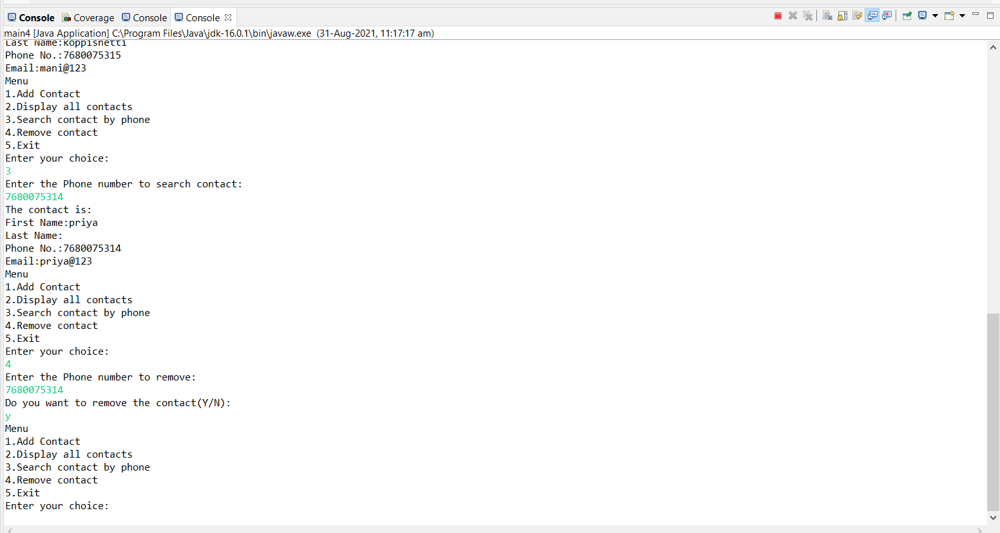 Console Coverage Console Console
main4 [Java Application] C:\Program Files\Java\jdk-16.0.1\bin\javaw.exe (31-Aug-2021, 11:17:17 am)
Last Name:koppishetti
Phone No.:7680075315
Email:mani@123
Menu
1.Add Contact
2.Display all contacts
3.Search contact by phone
4.Remove contact
5.Exit
Enter your choice:
3
Enter the Phone number to search contact:
7680075314
The contact is:
First Name:priya
Last Name:
Phone No.:7680075314
Email:priya@123
Menu
1.Add Contact
2.Display all contacts
3.Search contact by phone
4.Remove contact
5.Exit
Enter your choice:
4
Enter the Phone number to remove:
7680075314
Do you want to remove the contact(Y/N):
y
Menu
1.Add Contact
2.Display all contacts
3.Search contact by phone
4.Remove contact
5.Exit
Enter your choice: